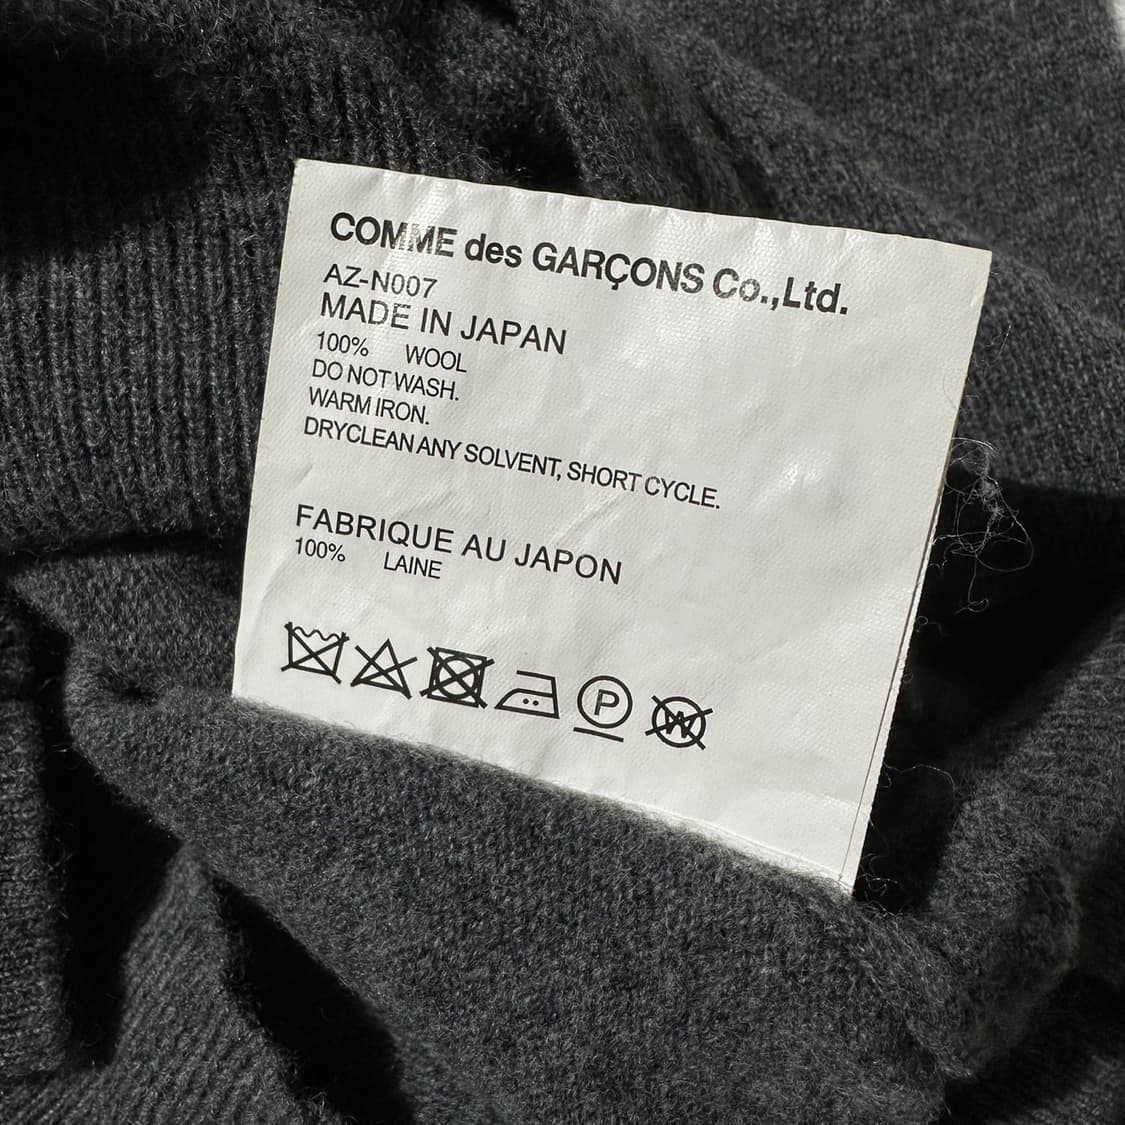 COMME des GARÇONS Co.,Ltd.
AZ-N007
MADE IN JAPAN
100% WOOL
DO NOT WASH.
WARM IRON.
DRYCLEAN ANY SOLVENT, SHORT CYCLE.
FABRIQUE AU JAPON
100% LAINE
P W